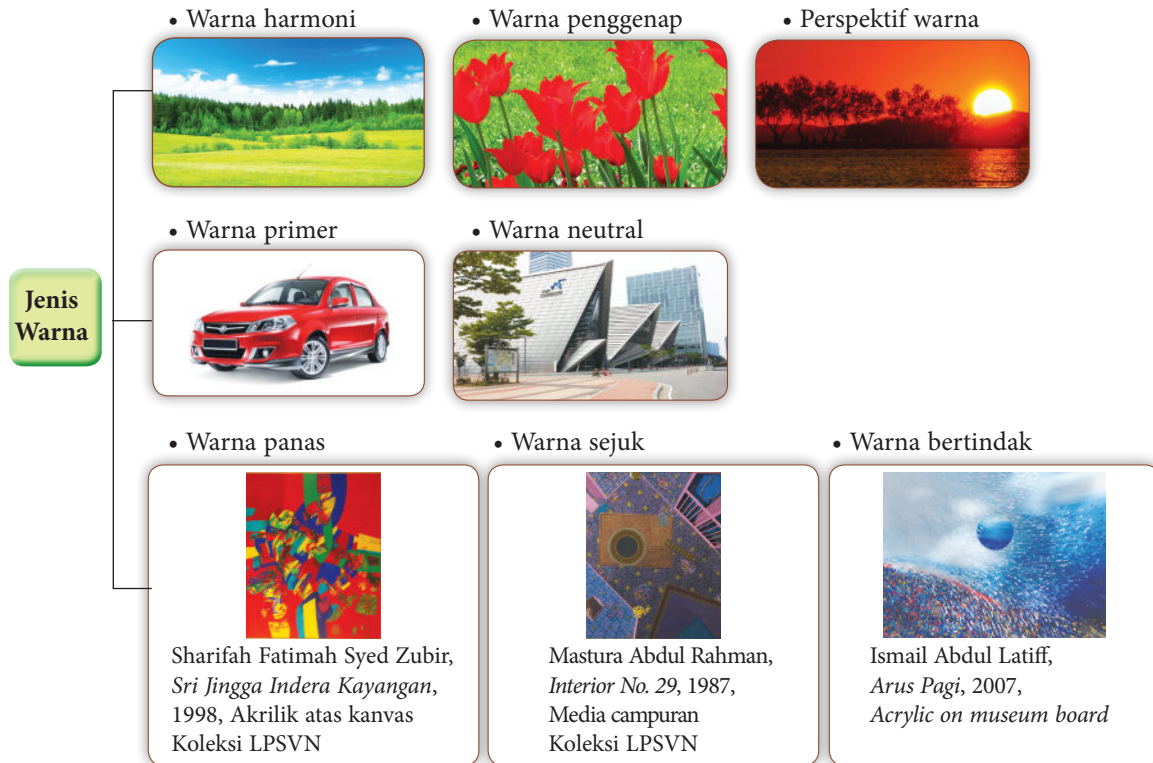 • Warna harmoni
• Warna penggenap
• Perspektif warna
• Warna primer
• Warna neutral
Jenis
Warna
• Warna panas
• Warna sejuk
• Warna bertindak
Sharifah Fatimah Syed Zubir,
Sri Jingga Indera Kayangan,
1998, Akrilik atas kanvas
Koleksi LPSVN
Mastura Abdul Rahman,
Interior No. 29, 1987,
Media campuran
Koleksi LPSVN
Ismail Abdul Latiff,
Arus Pagi, 2007,
Acrylic on museum board